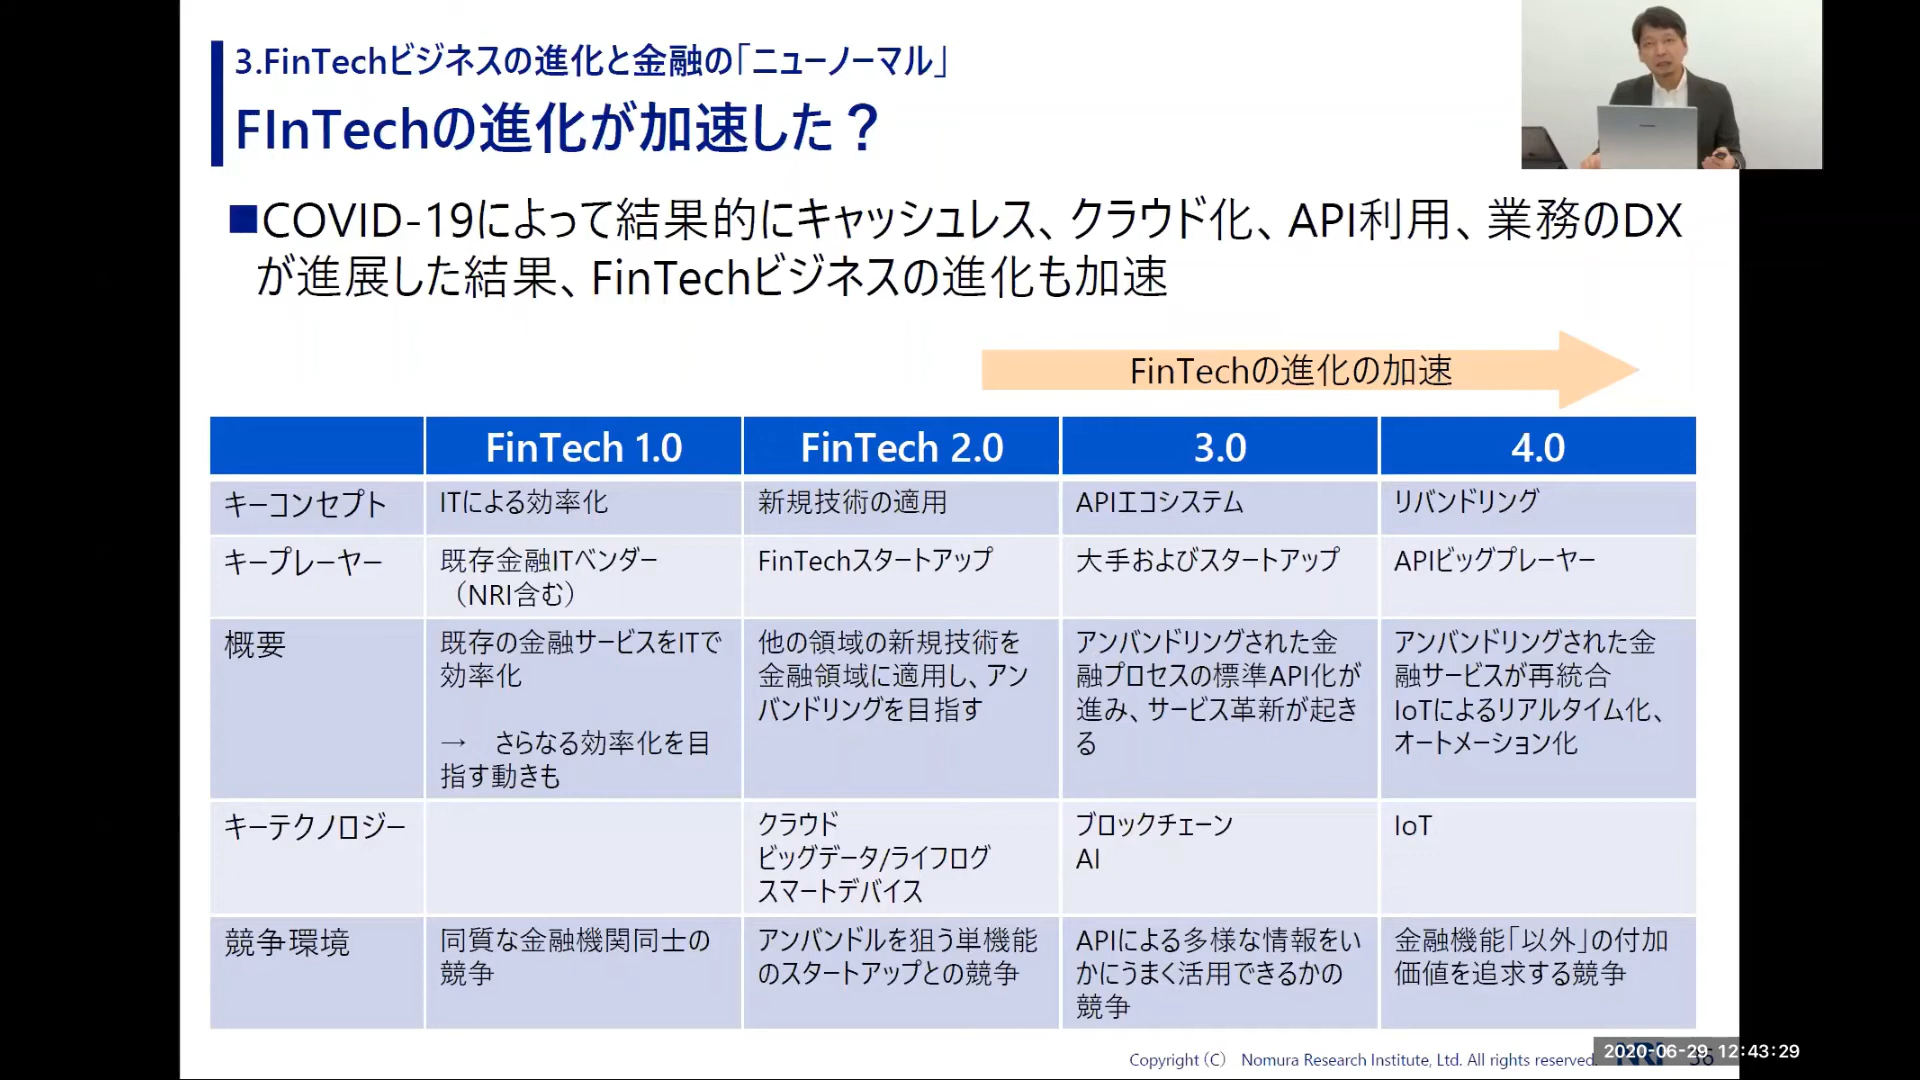 3.FinTechビジネスの進化と金融の「ニューノーマル」
FInTechの進化が加速した？
■COVID-19によって結果的にキャッシュレス、クラウド化、API利用、業務のDX
が進展した結果、FinTechビジネスの進化も加速
FinTechの進化の加速
FinTech 1.0
FinTech 2.0
3.0
4.0
キーコンセプト
ITによる効率化
新規技術の適用
APIエコシステム
リバンドリング
キープレーヤー
既存金融ITベンダー
（NRI含む）
FinTechスタートアップ
大手およびスタートアップ
APIビッグプレーヤー
概要
既存の金融サービスをITで
効率化
→　さらなる効率化を目
指す動きも
他の領域の新規技術を
金融領域に適用し、アン
バンドリングを目指す
アンバンドリングされた金
融プロセスの標準API化が
進み、サービス革新が起き
る
アンバンドリングされた金
融サービスが再統合
IoTによるリアルタイム化、
オートメーション化
キーテクノロジー
クラウド
ビッグデータ/ライフログ
スマートデバイス
ブロックチェーン
AI
IoT
競争環境
同質な金融機関同士の
競争
アンバンドルを狙う単機能
のスタートアップとの競争
APIによる多様な情報をい
かにうまく活用できるかの
競争
金融機能「以外」の付加
価値を追求する競争
Copyright（C） Nomura Research Institute, Ltd. All rights reserved.
NRI
36
2020-06-29 12:43:29